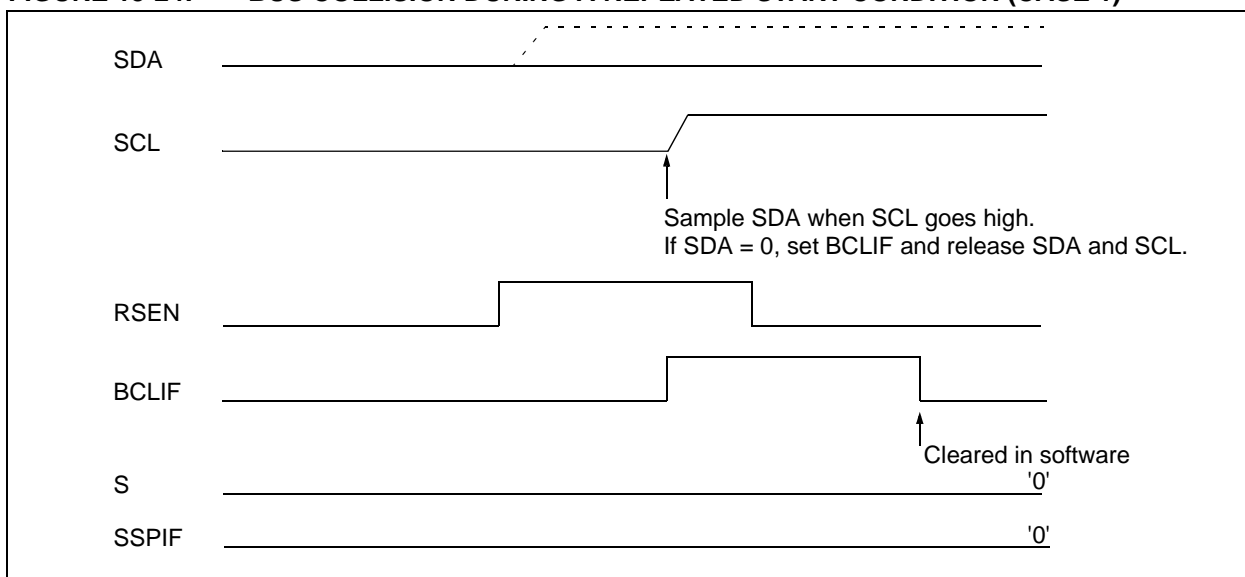 SDA
SCL
Sample SDA when SCL goes high.
If SDA = 0, set BCLIF and release SDA and SCL.
RSEN
BCLIF
Cleared in software
S
'0'
SSPIF
'0'